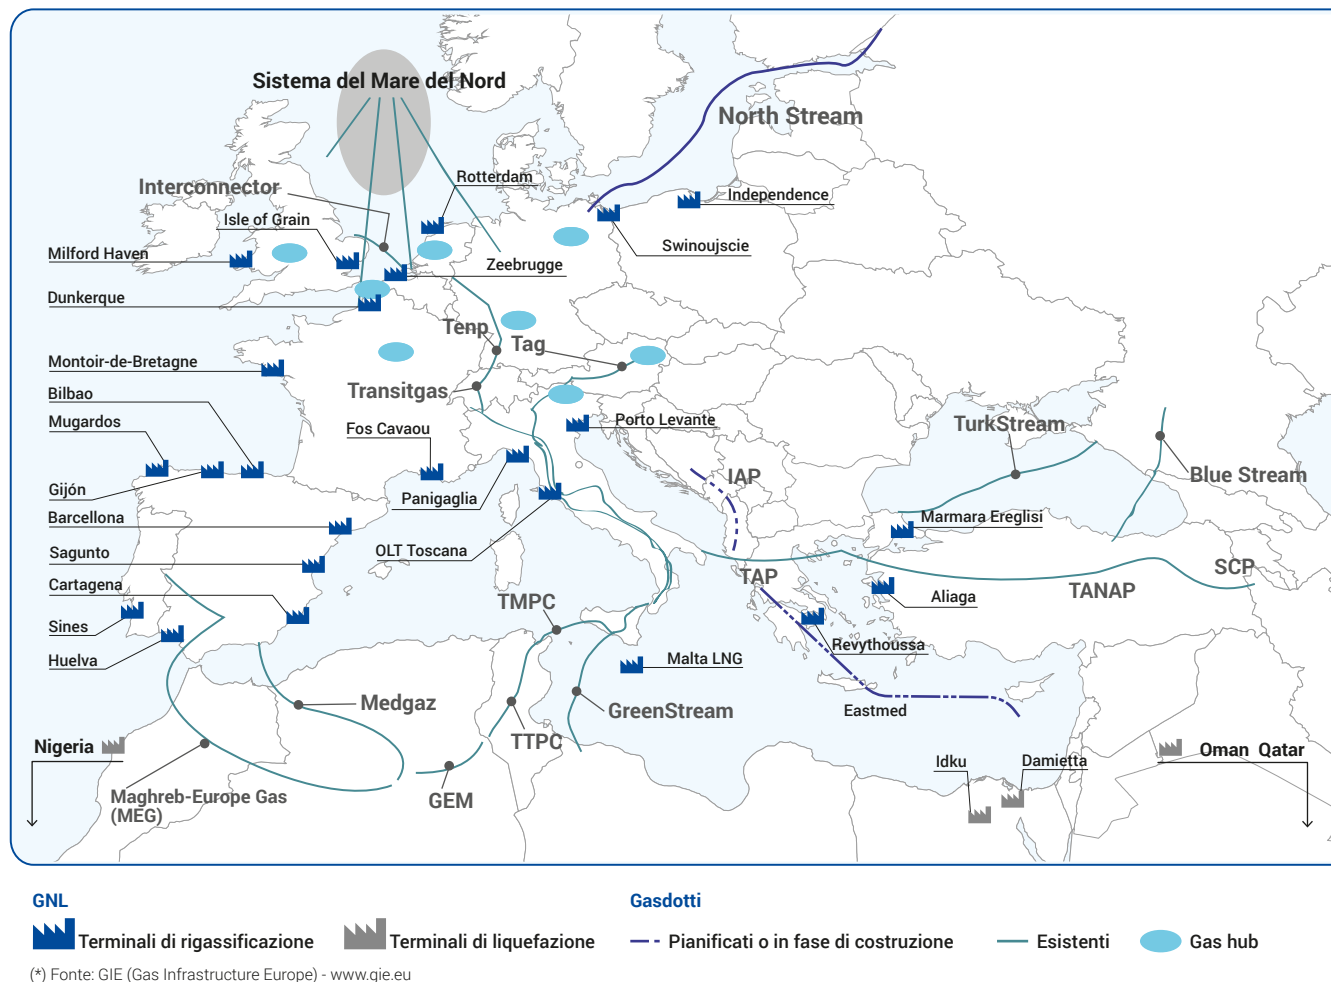 Sistema del Mare del Nord
North Stream
Interconnector
Rotterdam
Independence
Isle of Grain
Swinoujscie
Milford Haven
Zeebrugge
Dunkerque
Tenp
Tag
Montoir-de-Bretagne
Transitgas
Bilbao
Mugardos
Fos Cavaou
Porto Levante
TurkStream
Gijón
Panigaglia
IAP
Blue Stream
Barcellona
Marmara Ereglisi
Sagunto
OLT Toscana
Cartagena
TMPC
TAP
SCP
TANAP
Aliaga
Sines
Huelva
Revythoussa
Malta LNG
Medgaz
GreenStream
Eastmed
Nigeria
TTPC
Oman Qatar
Idku
Damietta
Maghreb-Europe Gas
(MEG)
GEM
GNL
Gasdotti
Terminali di rigassificazione
Terminali di liquefazione
Pianificati o in fase di costruzione
Esistenti
Gas hub
(*) Fonte: GIE (Gas Infrastructure Europe) - www.gie.eu